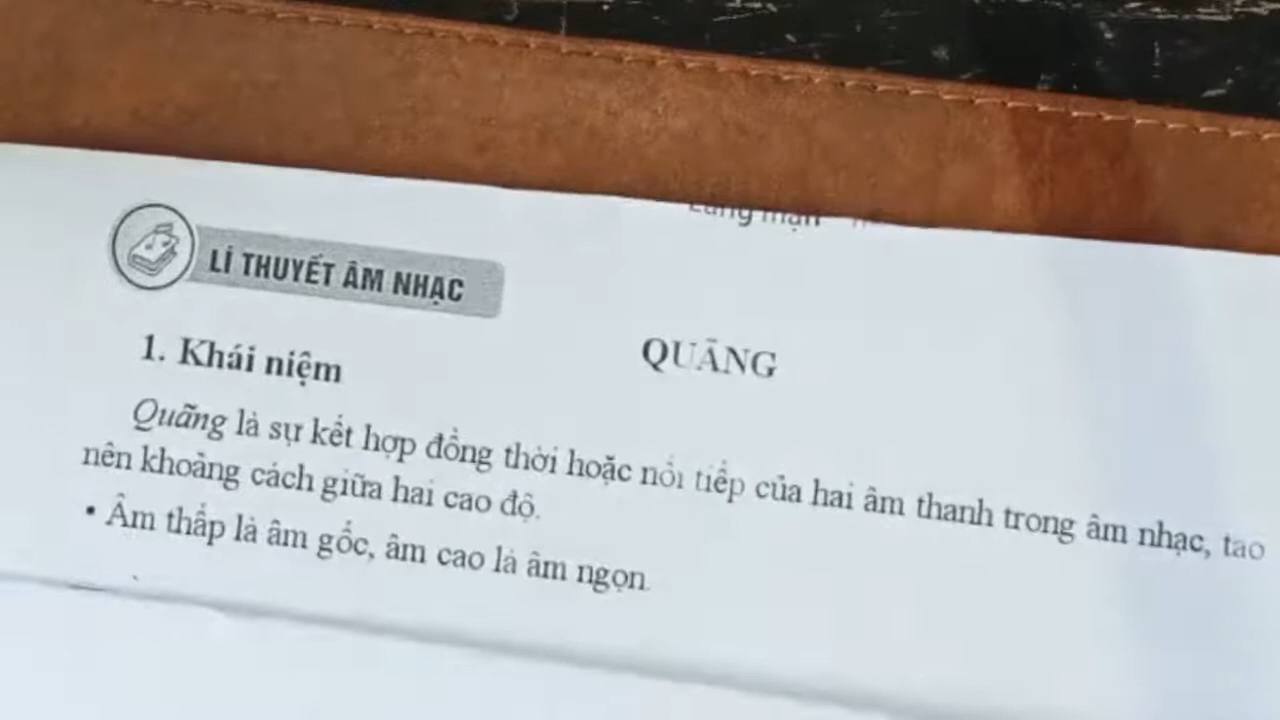 LÍ THUYẾT ÂM NHẠC
QUÃNG
1. Khái niệm
Quãng là sự kết hợp đồng thời hoặc nối tiếp của hai âm thanh trong âm nhạc, tạo
nên khoảng cách giữa hai cao độ.
• Âm thấp là âm gốc, âm cao là âm ngọn.